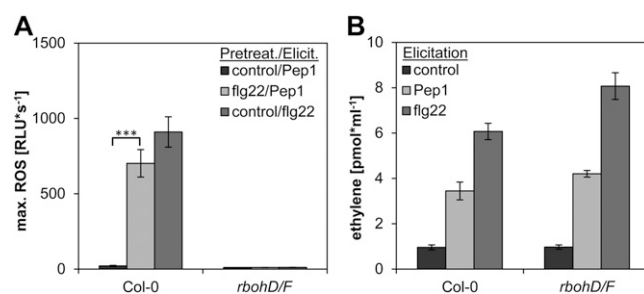 A
max. ROS [RLU*s-1]
1500
1000
500
0
Pretreat./Elicit.
control/Pep1
flg22/Pep1
control/flg22
***
Col-0
rbohD/F
B
ethylene [pmol*ml-1]
10
8
6
4
2
0
Elicitation
control
Pep1
flg22
Col-0
rbohD/F